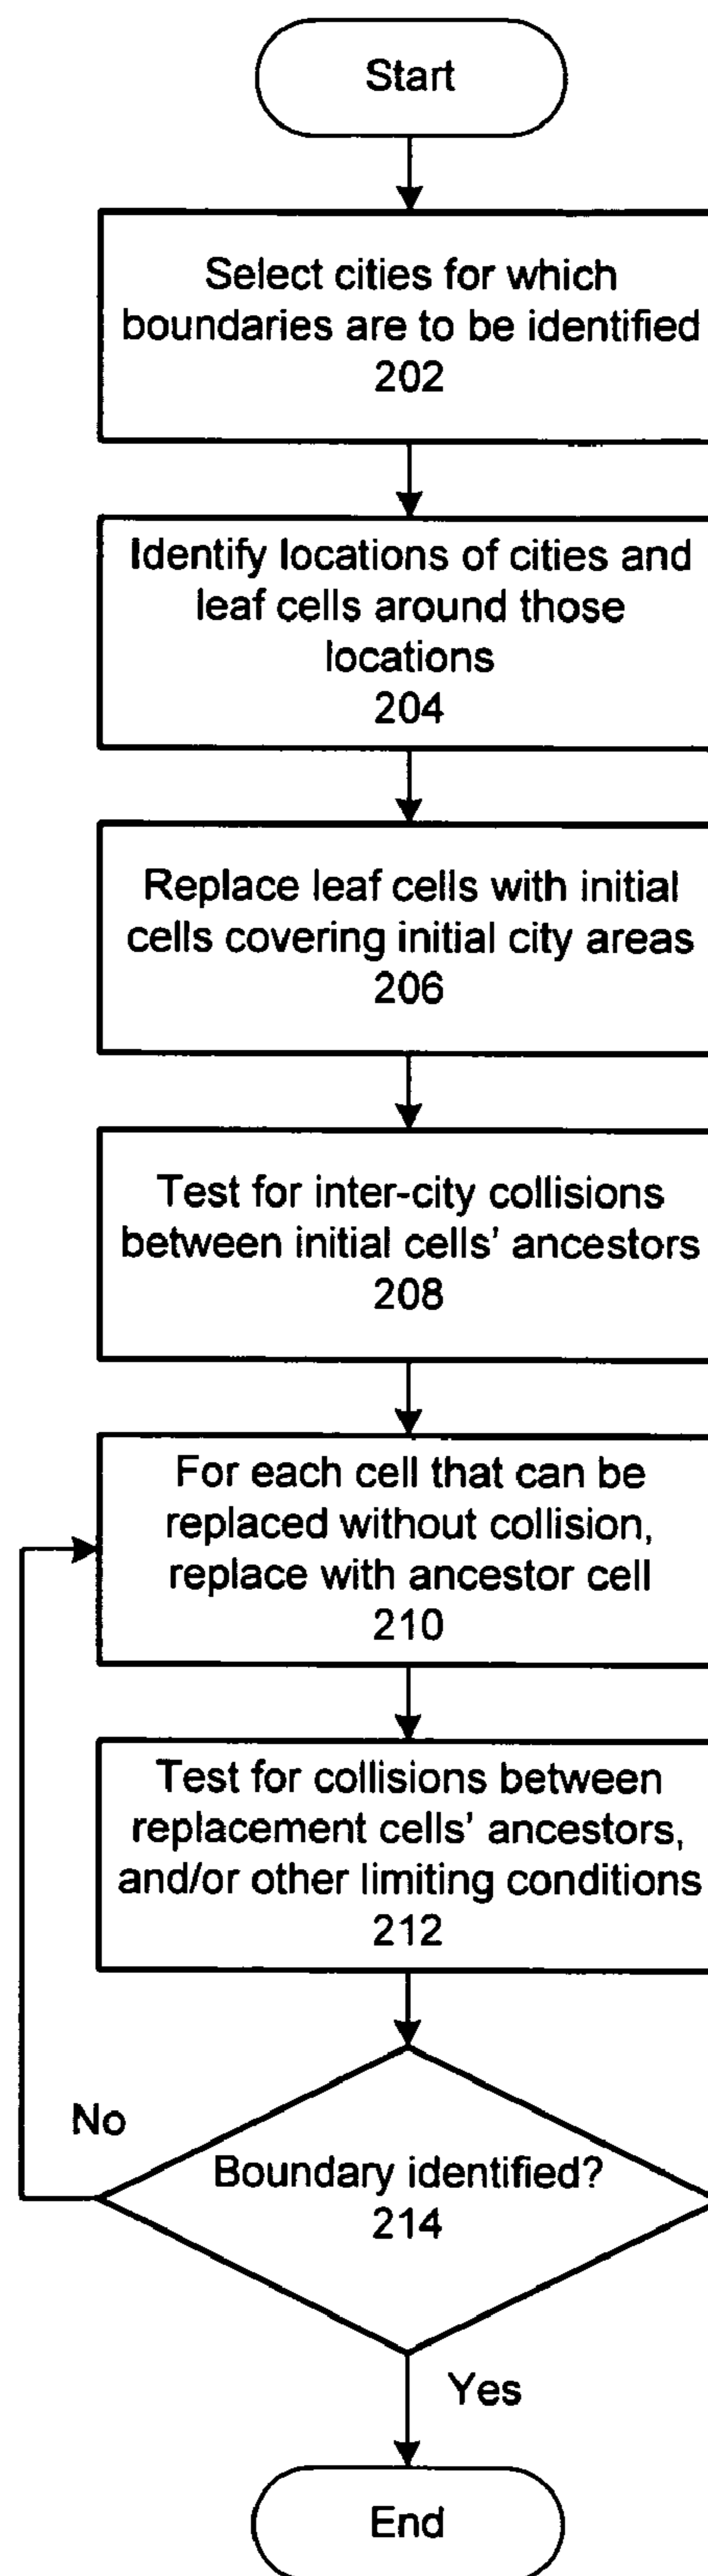 Start
Select cities for which
boundaries are to be identified
202
Identify locations of cities and
leaf cells around those
locations
204
Replace leaf cells with initial
cells covering initial city areas
206
Test for inter-city collisions
between initial cells' ancestors
208
For each cell that can be
replaced without collision,
replace with ancestor cell
210
Test for collisions between
replacement cells' ancestors,
and/or other limiting conditions
212
No
Boundary identified?
214
Yes
End